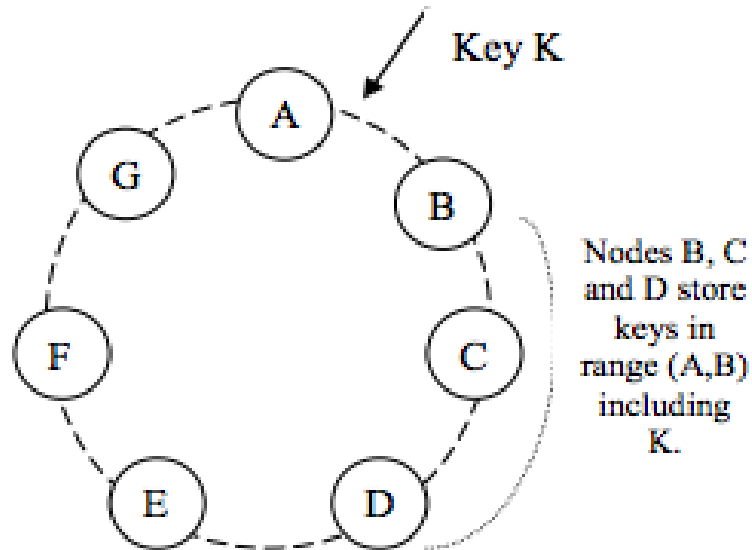 Key K
A
G
B
Nodes B, C
and D store
keys in
range (A,B)
including
K.
F
C
E
D